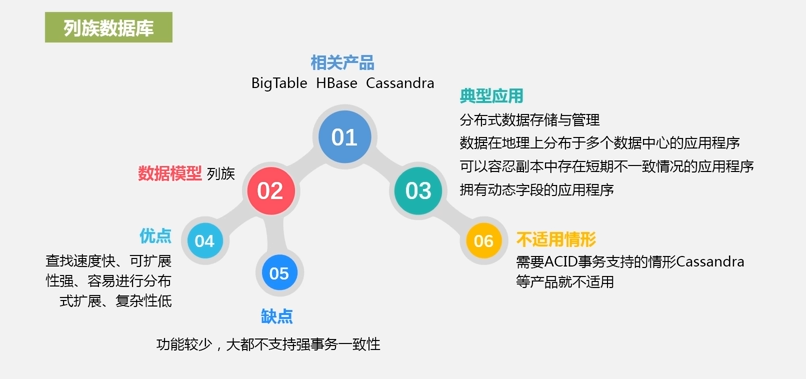 列族数据库
相关产品
BigTable HBase Cassandra
01
典型应用
分布式数据存储与管理
数据在地理上分布于多个数据中心的应用程序
可以容忍副本中存在短期不一致情况的应用程序
拥有动态字段的应用程序
数据模型 列族
02
03
优点
查找速度快、可扩展
性强、容易进行分布
式扩展、复杂性低
04
05
缺点
功能较少，大都不支持强事务一致性
06
不适用情形
需要ACID事务支持的情形Cassandra
等产品就不适用